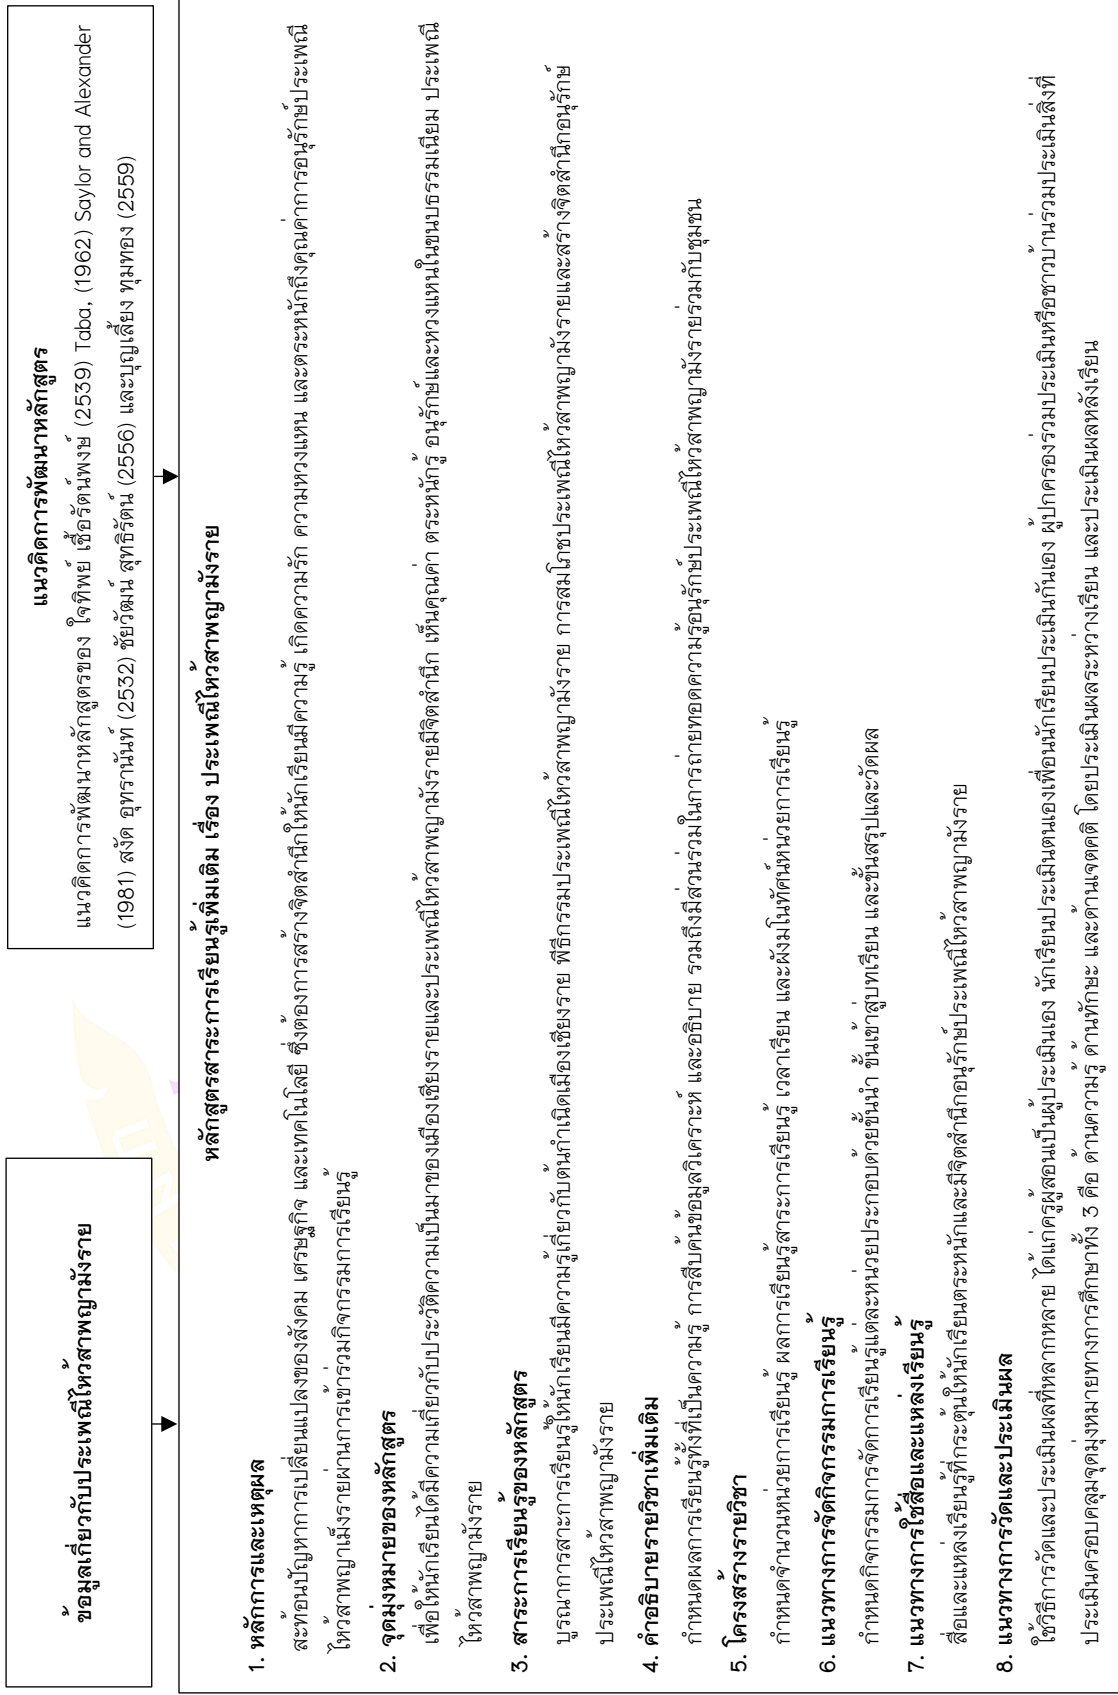 ข้อมูลเกี่ยวกับประเพณีไหว้สาพญามังราย
แนวคิดการพัฒนาหลักสูตร
แนวคิดการพัฒนาหลักสูตรของ ใจทิพย์ เชื้อรัตน์พงษ์ (2539) Taba, (1962) Saylor and Alexander
(1981) สงัด อุทรานันท์ (2532) ชัยวัฒน์ สุทธิรัตน์ (2556) และบุญเลี้ยง ทุมทอง (2559)
หลักสูตรสาระการเรียนรู้เพิ่มเติม เรื่อง ประเพณีไหว้สาพญามังราย
1. หลักการและเหตุผล
สะท้อนปัญหาการเปลี่ยนแปลงของสังคม เศรษฐกิจ และเทคโนโลยี ซึ่งต้องการสร้างจิตสำนึกให้นักเรียนมีความรู้ เกิดความรัก ความหวงแหน และตระหนักถึงคุณค่าการอนุรักษ์ประเพณี
ไหว้สาพญาเม็งรายผ่านการเข้าร่วมกิจกรรมการเรียนรู้
2. จุดมุ่งหมายของหลักสูตร
เพื่อให้นักเรียนได้มีความเกี่ยวกับประวัติความเป็นมาของเมืองเชียงรายและประเพณีไหว้สาพญามังรายมีจิตสำนึก เห็นคุณค่า ตระหนักรู้ อนุรักษ์และหวงแหนในขนบธรรมเนียม ประเพณี
ไหว้สาพญามังราย
3. สาระการเรียนรู้ของหลักสูตร
บูรณาการสาระการเรียนรู้ให้นักเรียนมีความรู้เกี่ยวกับต้นกำเนิดเมืองเชียงราย พิธีกรรมประเพณีไหว้สาพญามังราย การสมโภชประเพณีไหว้สาพญามังรายและสร้างจิตสำนึกอนุรักษ์
ประเพณีไหว้สาพญามังราย
4. คำอธิบายรายวิชาเพิ่มเติม
กำหนดผลการเรียนรู้ทั้งที่เป็นความรู้ การสืบค้นข้อมูลวิเคราะห์ และอธิบาย รวมถึงมีส่วนร่วมในการถ่ายทอดความรู้อนุรักษ์ประเพณีไหว้สาพญามังรายร่วมกับชุมชน
5. โครงสร้างรายวิชา
กำหนดจำนวนหน่วยการเรียนรู้ ผลการเรียนรู้สาระการเรียนรู้ เวลาเรียน และผังมโนทัศน์หน่วยการเรียนรู้
6. แนวทางการจัดกิจกรรมการเรียนรู้
กำหนดกิจกรรมการจัดการเรียนรู้แต่ละหน่วยประกอบด้วยขั้นนำ ขั้นเข้าสู่บทเรียน และขั้นสรุปและวัดผล
7. แนวทางการใช้สื่อและแหล่งเรียนรู้
สื่อและแหล่งเรียนรู้ที่กระตุ้นให้นักเรียนตระหนักและมีจิตสำนึกอนุรักษ์ประเพณีไหว้สาพญามังราย
8. แนวทางการวัดและประเมินผล
ใช้วิธีการวัดและประเมินผลที่หลากหลาย ได้แก่ครูผู้สอนเป็นผู้ประเมินเอง นักเรียนประเมินตนเองเพื่อนนักเรียนประเมินกันเอง ผู้ปกครองร่วมประเมินหรือชาวบ้านร่วมประเมินสิ่งที่
ประเมินครอบคลุมจุดมุ่งหมายทางการศึกษาทั้ง 3 คือ ด้านความรู้ ด้านทักษะ และด้านเจตคติ โดยประเมินผลระหว่างเรียน และประเมินผลหลังเรียน